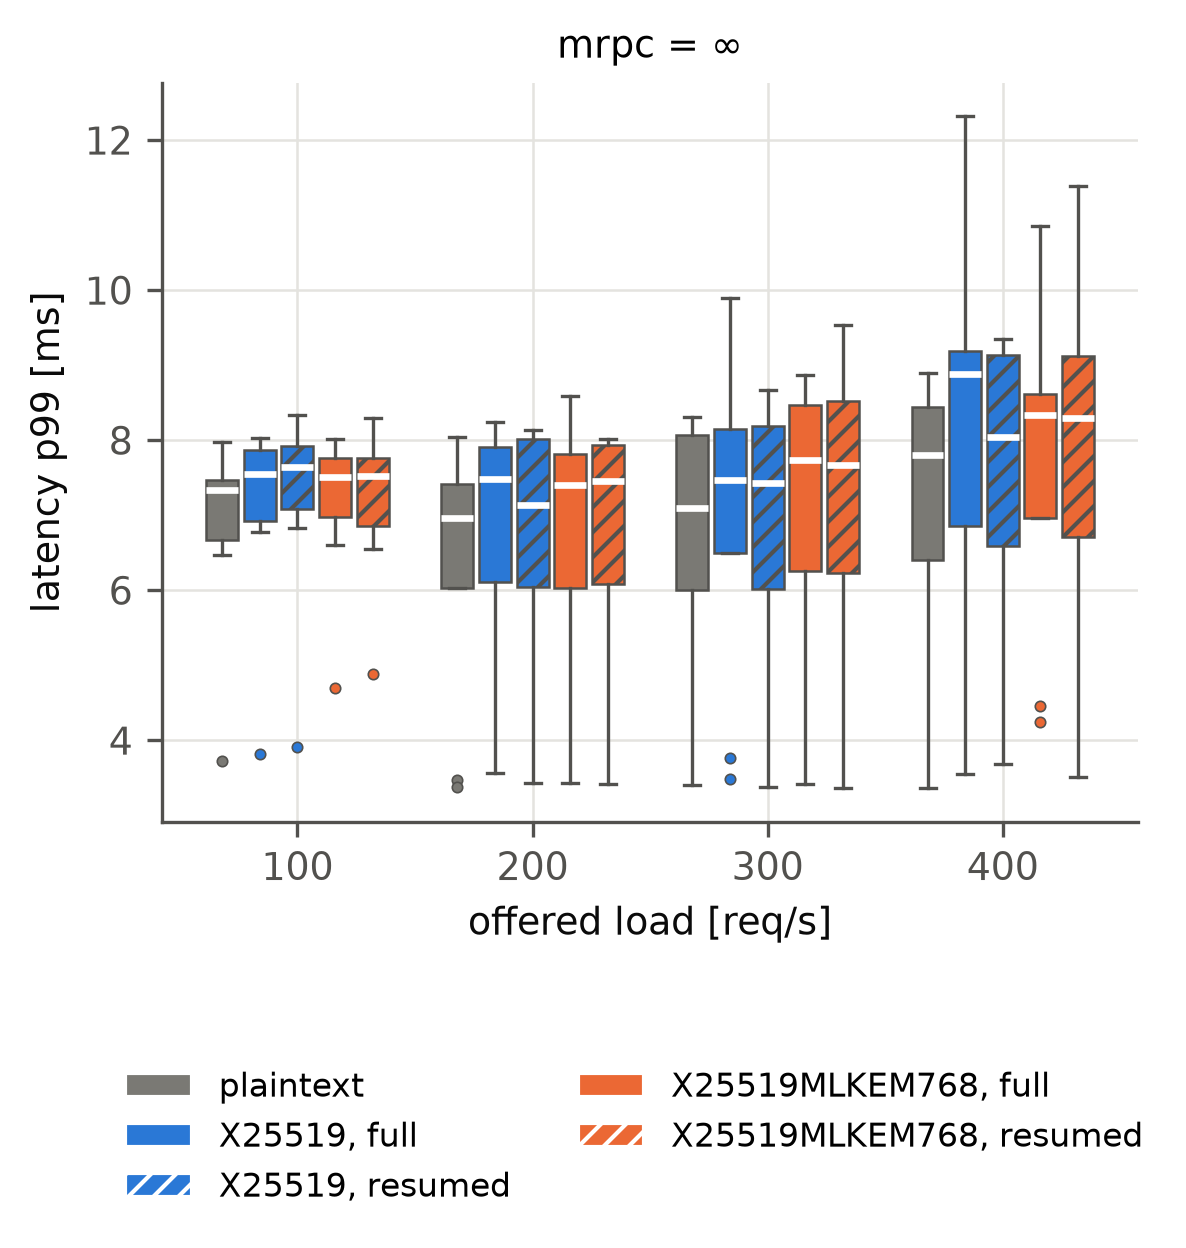 mrpc = ∞
12
10
8
6
4
latency p99 [ms]
100 200 300 400
offered load [req/s]
plaintext
X25519, full
X25519, resumed
X25519MLKEM768, full
X25519MLKEM768, resumed